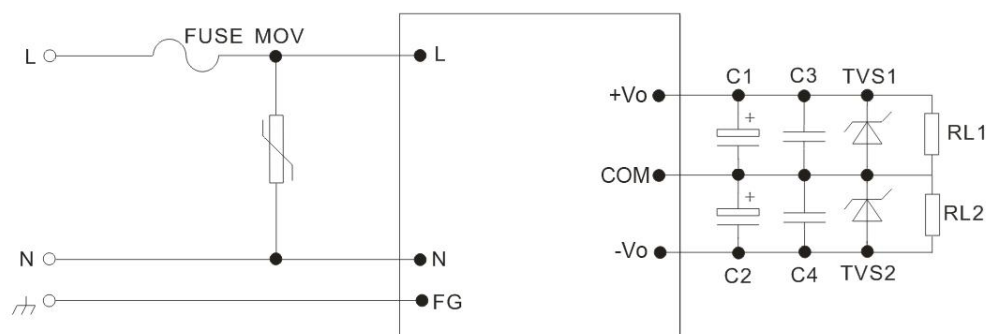 FUSE MOV
L
L
C1 C3 TVS1
+Vo
+
RL1
COM
+
RL2
N
N
-Vo
C2 C4 TVS2
FG